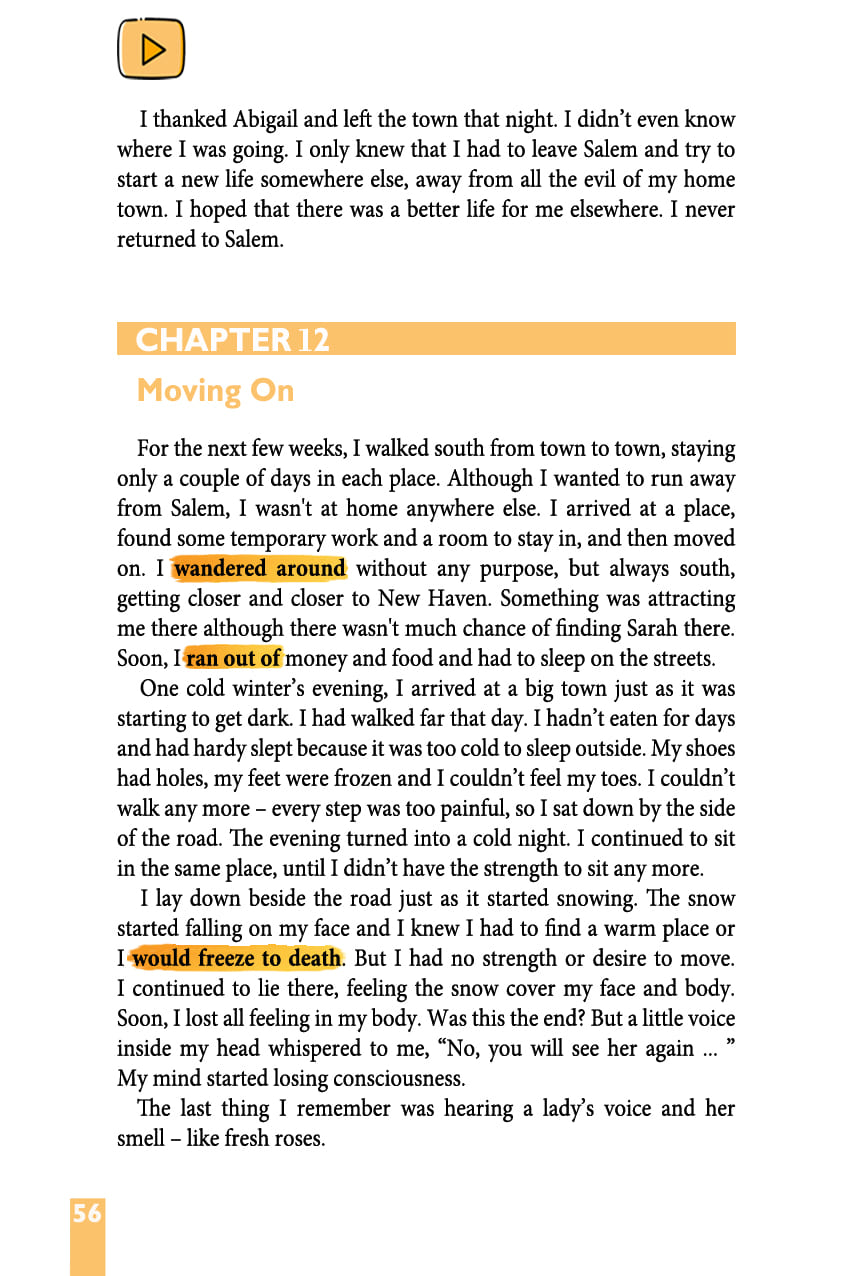 I thanked Abigail and left the town that night. I didn’t even know
where I was going. I only knew that I had to leave Salem and try to
start a new life somewhere else, away from all the evil of my home
town. I hoped that there was a better life for me elsewhere. I never
returned to Salem.
CHAPTER 12
Moving On
For the next few weeks, I walked south from town to town, staying
only a couple of days in each place. Although I wanted to run away
from Salem, I wasn't at home anywhere else. I arrived at a place,
found some temporary work and a room to stay in, and then moved
on. I wandered around without any purpose, but always south,
getting closer and closer to New Haven. Something was attracting
me there although there wasn't much chance of finding Sarah there.
Soon, I ran out of money and food and had to sleep on the streets.
One cold winter’s evening, I arrived at a big town just as it was
starting to get dark. I had walked far that day. I hadn’t eaten for days
and had hardy slept because it was too cold to sleep outside. My shoes
had holes, my feet were frozen and I couldn’t feel my toes. I couldn’t
walk any more – every step was too painful, so I sat down by the side
of the road. The evening turned into a cold night. I continued to sit
in the same place, until I didn’t have the strength to sit any more.
I lay down beside the road just as it started snowing. The snow
started falling on my face and I knew I had to find a warm place or
I would freeze to death. But I had no strength or desire to move.
I continued to lie there, feeling the snow cover my face and body.
Soon, I lost all feeling in my body. Was this the end? But a little voice
inside my head whispered to me, “No, you will see her again ... ”
My mind started losing consciousness.
The last thing I remember was hearing a lady’s voice and her
smell – like fresh roses.
56